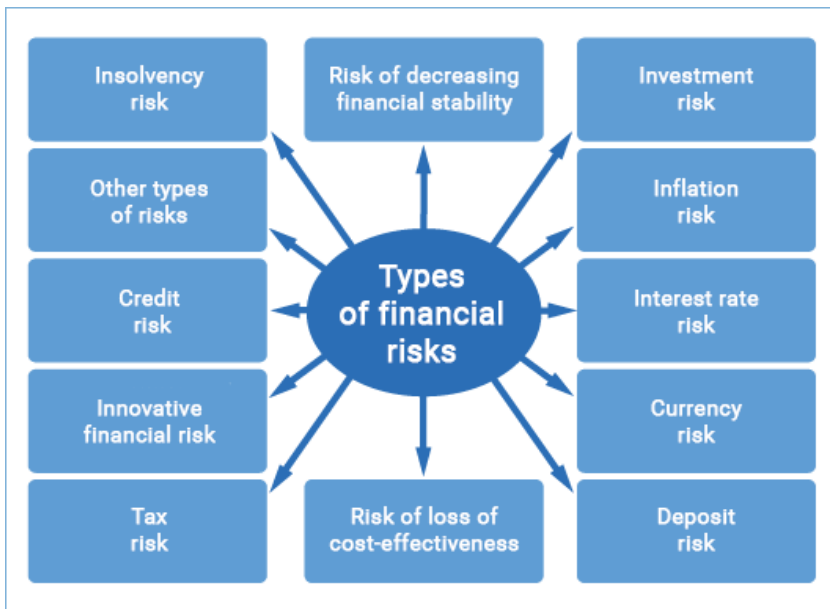 Insolvency
risk
Risk of decreasing
financial stability
Investment
risk
Other types
of risks
Inflation
risk
Types
of financial
risks
Credit
risk
Interest rate
risk
Innovative
financial risk
Currency
risk
Tax
risk
Risk of loss of
cost-effectiveness
Deposit
risk